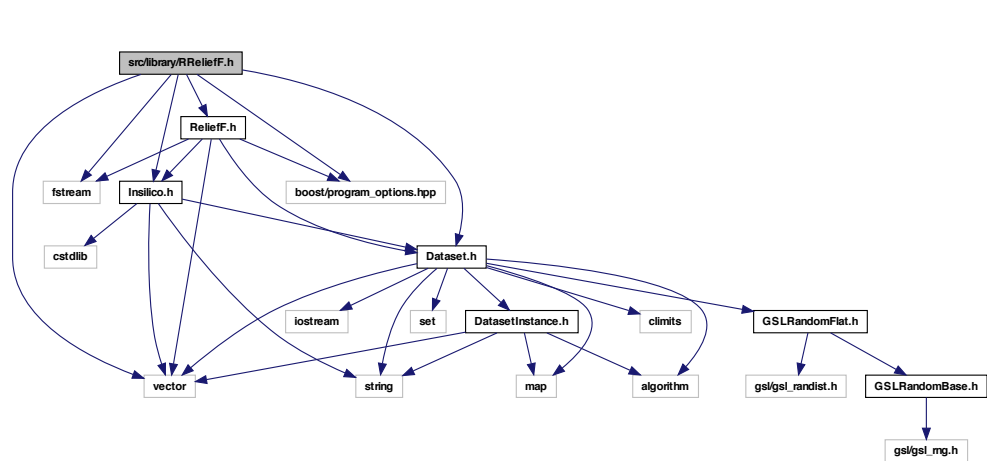 src/library/RReliefF.h
ReliefF.h
fstream
Insilico.h
boost/program_options.hpp
cstdlib
Dataset.h
iostream
set
DatasetInstance.h
climits
GSLRandomFlat.h
vector
string
map
algorithm
gsl/gsl_randist.h
GSLRandomBase.h
gsl/gsl_rng.h